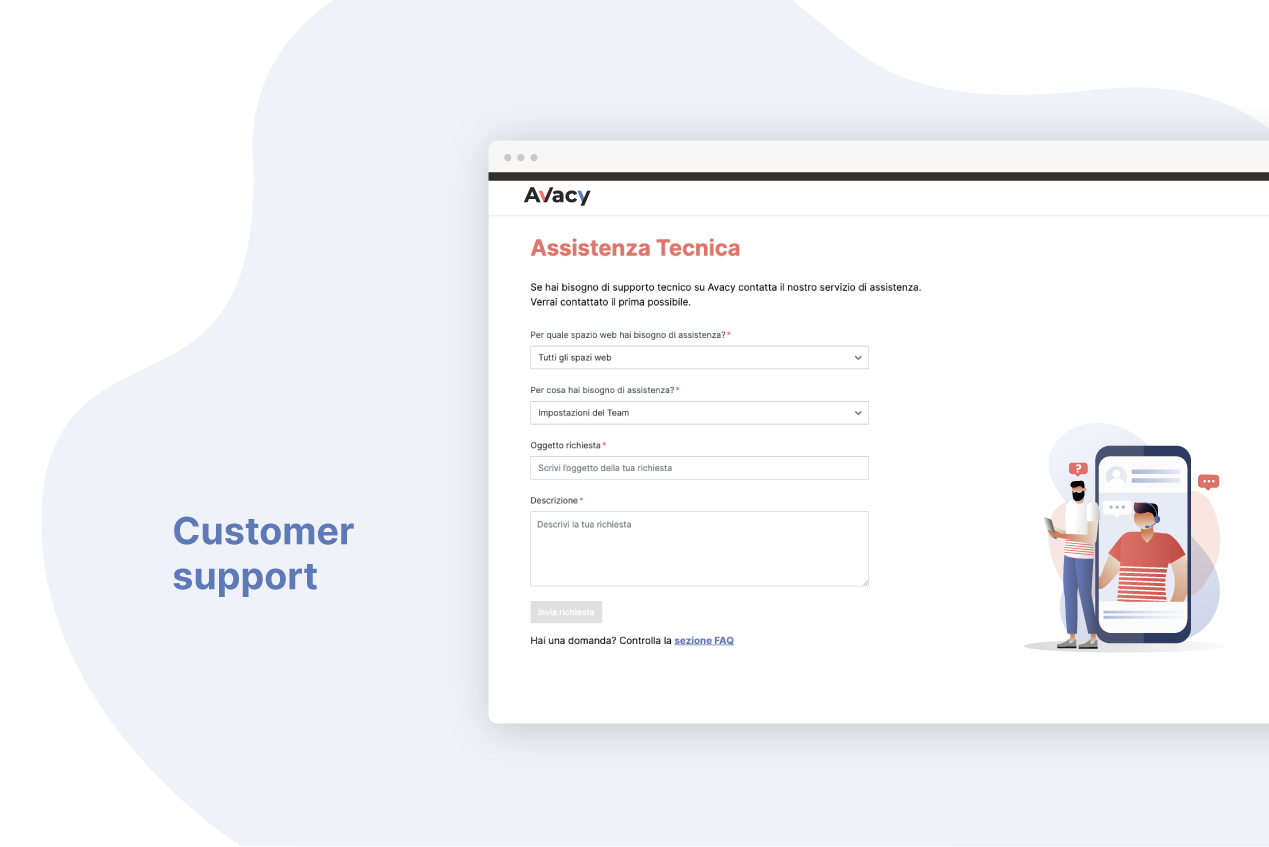 Customer
support
Avacy
Assistenza Tecnica
Se hai bisogno di supporto tecnico su Avacy contatta il nostro servizio di assistenza.
Verrai contattato il prima possibile.
Per quale spazio web hai bisogno di assistenza?*
Tutti gli spazi web
Per cosa hai bisogno di assistenza?*
Impostazioni del Team
Oggetto richiesta*
Scrivi l'oggetto della tua richiesta
Descrizione*
Descrivi la tua richiesta
Invia richiesta
Hai una domanda? Controlla la sezione FAQ
?